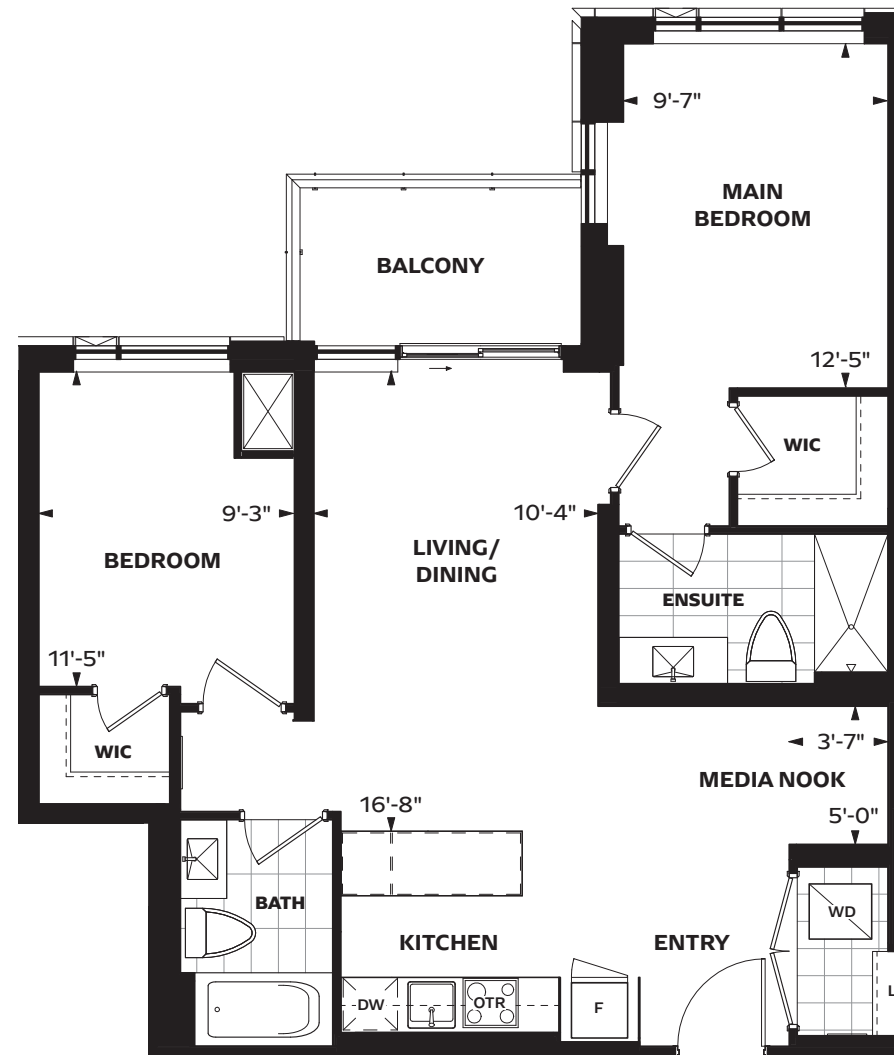 9'-7"
MAIN
BEDROOM
BALCONY
12'-5"
WIC
9'-3"
10'-4"
LIVING/
DINING
BEDROOM
ENSUITE
11'-5"
WIC
3'-7"
MEDIA NOOK
16'-8"
5'-0"
BATH
WD
KITCHEN
ENTRY
DW
OTR
F
L